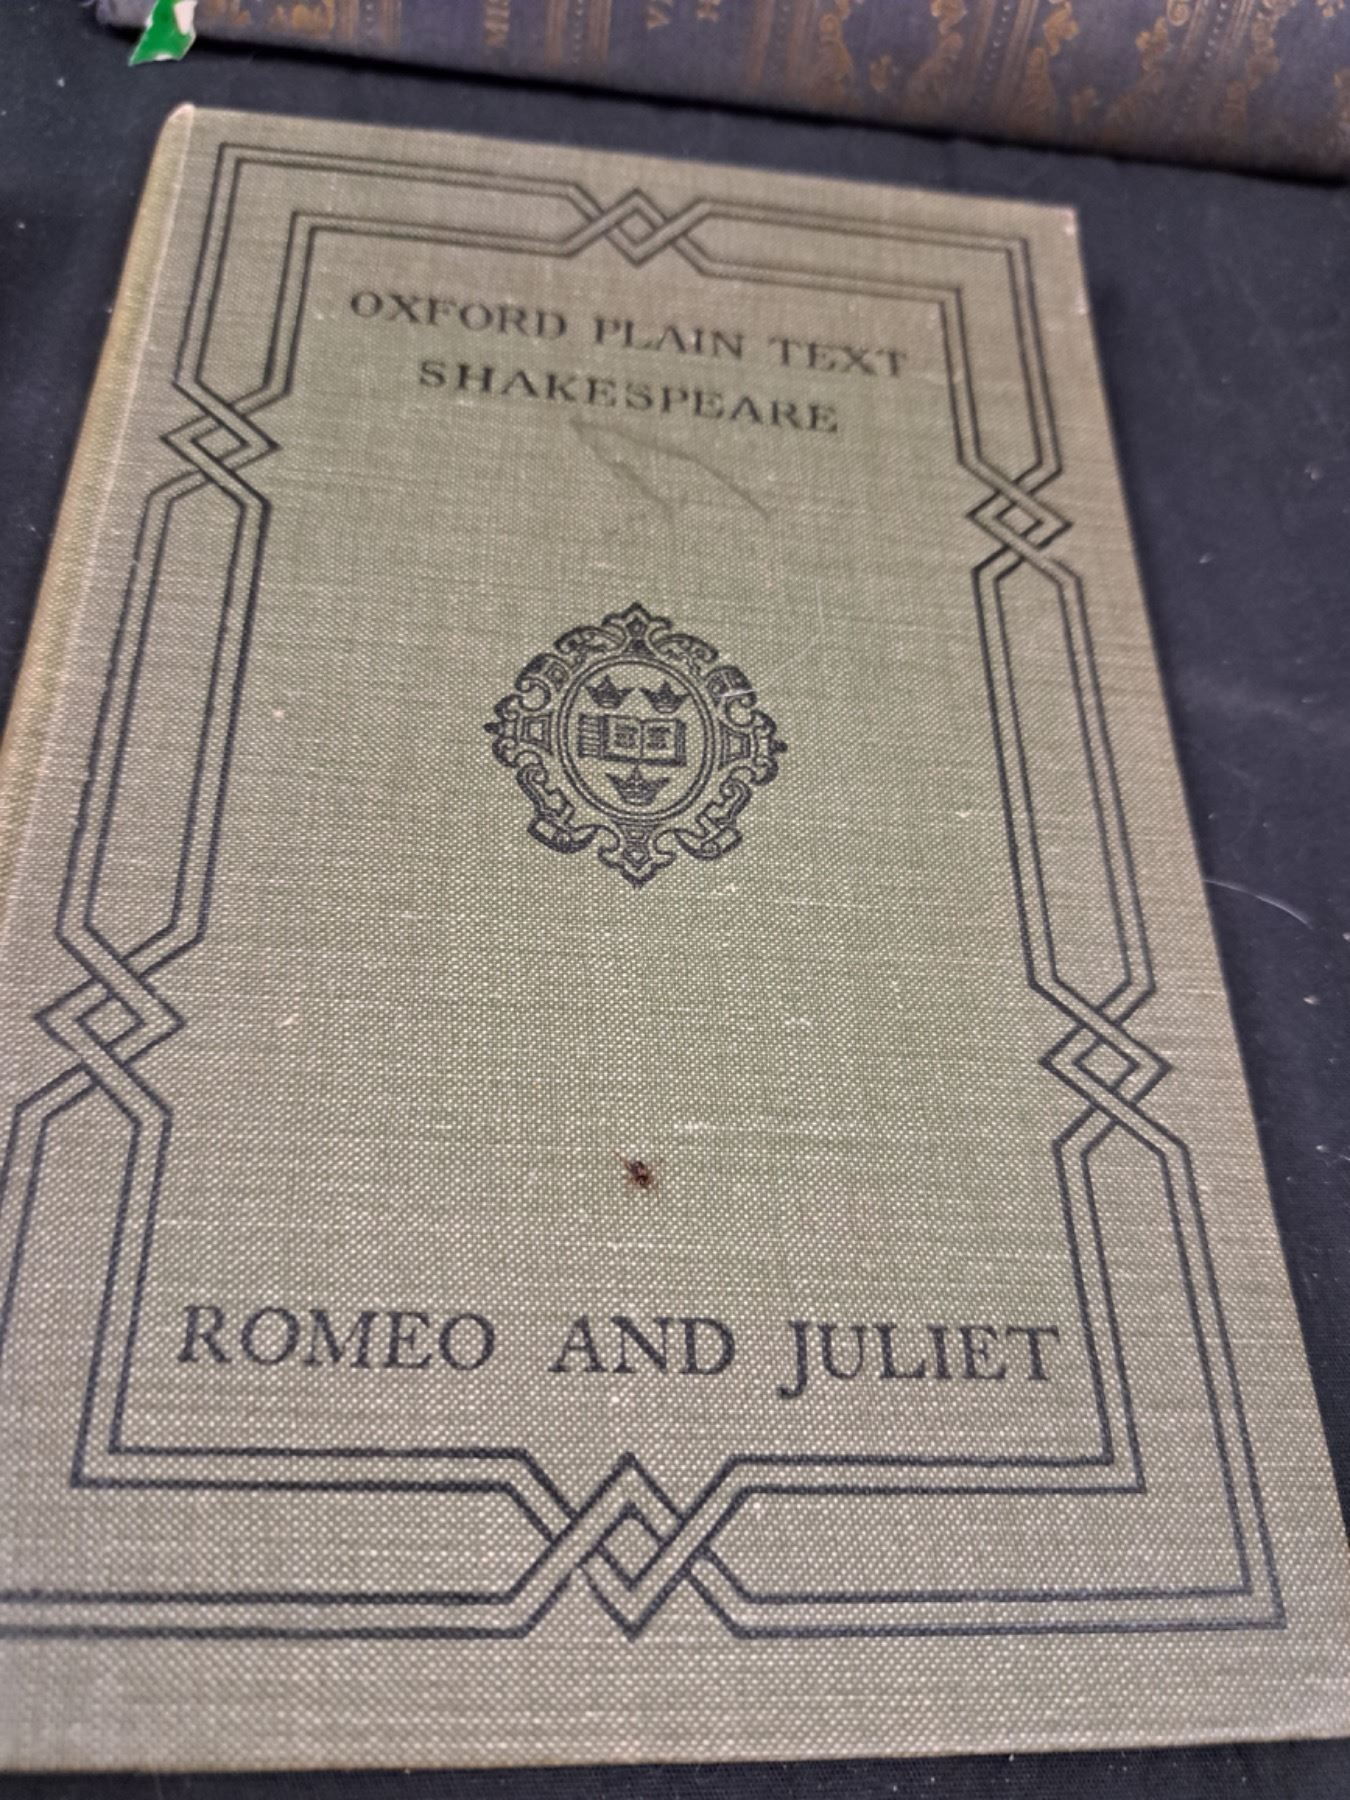 OXFORD PLAIN TEXT
SHAKESPEARE
ROMEO AND JULIET